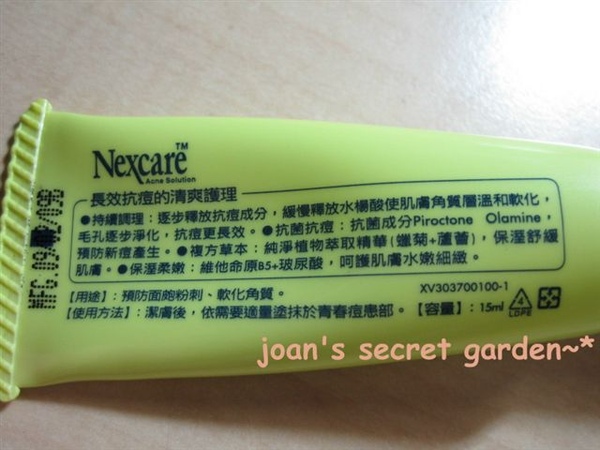 Nexcare™
Acne Solution
長效抗痘的清爽護理
●持續調理：逐步釋放抗痘成分，緩慢釋放水楊酸使肌膚角質層溫和軟化，
毛孔逐步淨化，抗痘更長效。●抗菌抗痘：抗菌成分Piroctone Olamine，
預防新痘產生。●複方草本：純淨植物萃取精華(蠟菊+蘆薈)，保溼舒緩
肌膚。●保溼柔嫩：維他命原B5+玻尿酸，呵護肌膚水嫩細緻。
XV303700100-1
【用途】：預防面皰粉刺、軟化角質。
【使用方法】：潔膚後，依需要適量塗抹於青春痘患部。【容量】：15ml
4
LDPE
joan's secret garden~*